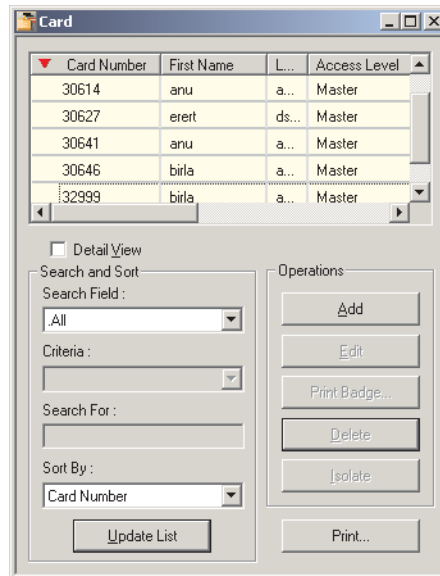 Card
Card Number First Name L... Access Level
30614 anu a... Master
30627 erert ds... Master
30641 anu a... Master
30646 birla a... Master
32999 birla a... Master
Detail View
Search and Sort
Search Field :
.All
Criteria :
Search For :
Sort By :
Card Number
Update List
Operations
Add
Edit
Print Badge...
Delete
Isolate
Print...